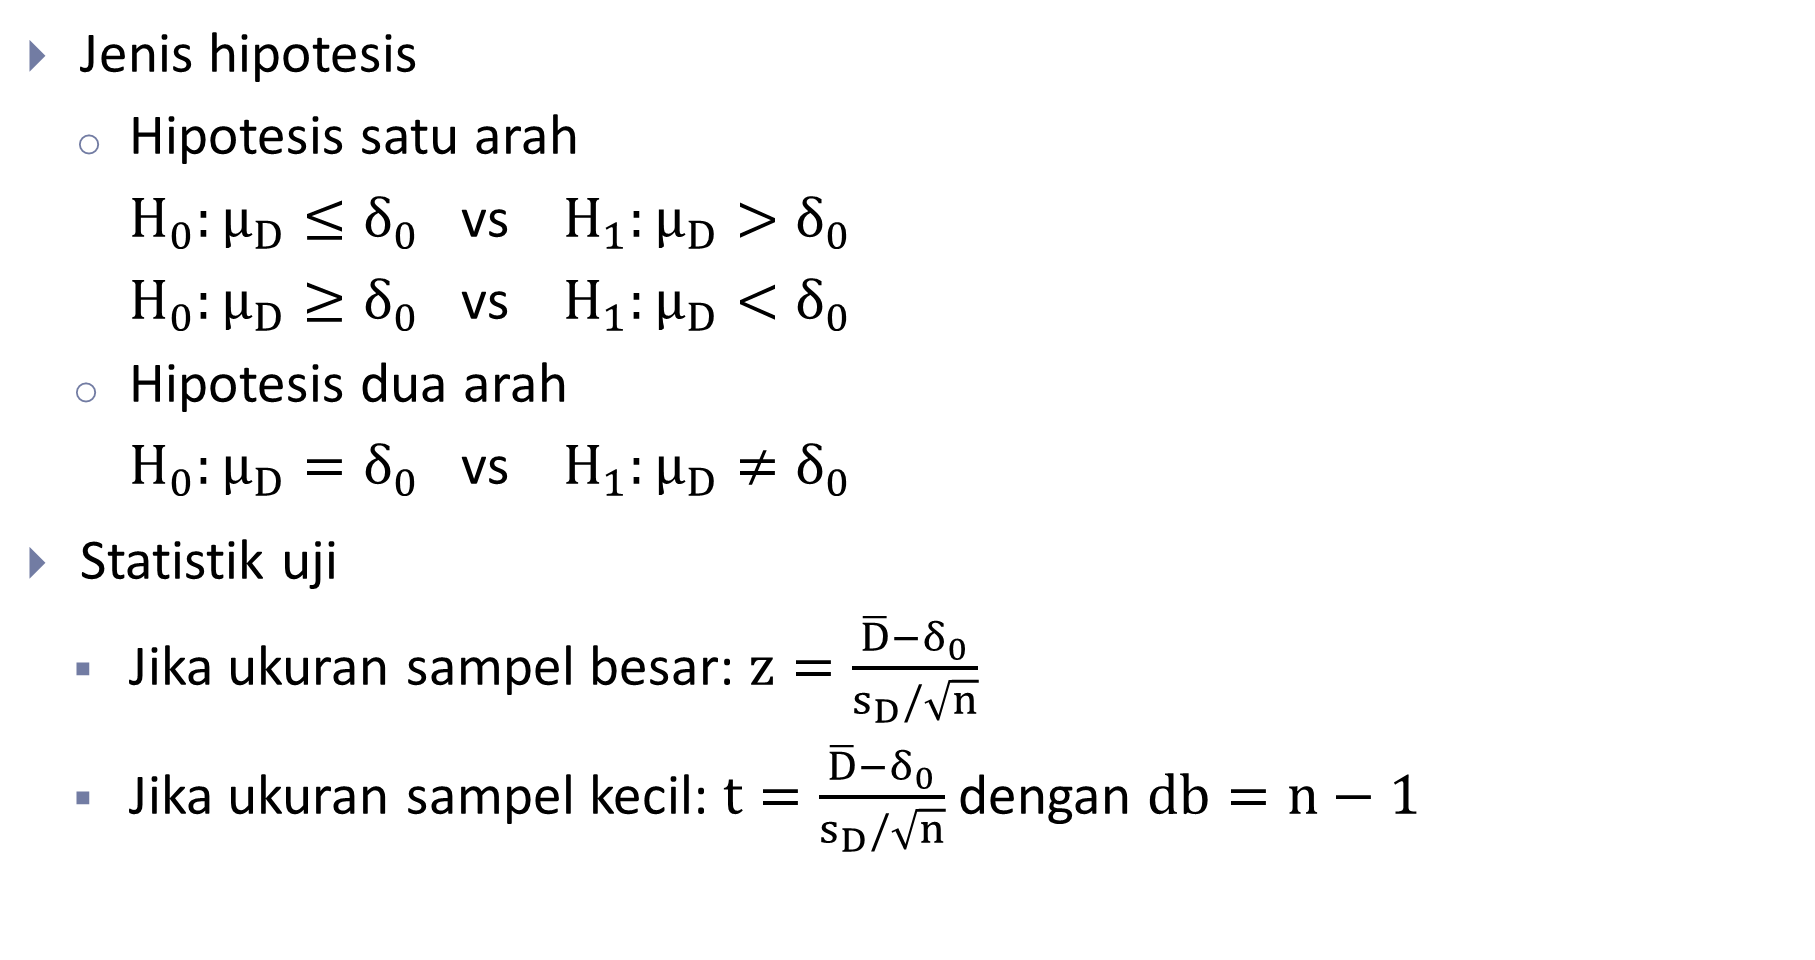 Jenis hipotesis
Hipotesis satu arah
H₀: μ_D ≤ δ₀ vs H₁: μ_D > δ₀
H₀: μ_D ≥ δ₀ vs H₁: μ_D < δ₀
Hipotesis dua arah
H₀: μ_D = δ₀ vs H₁: μ_D ≠ δ₀
Statistik uji
Jika ukuran sampel besar: z = (D̅−δ₀)/(s_D/√n)
Jika ukuran sampel kecil: t = (D̅−δ₀)/(s_D/√n) dengan db = n − 1